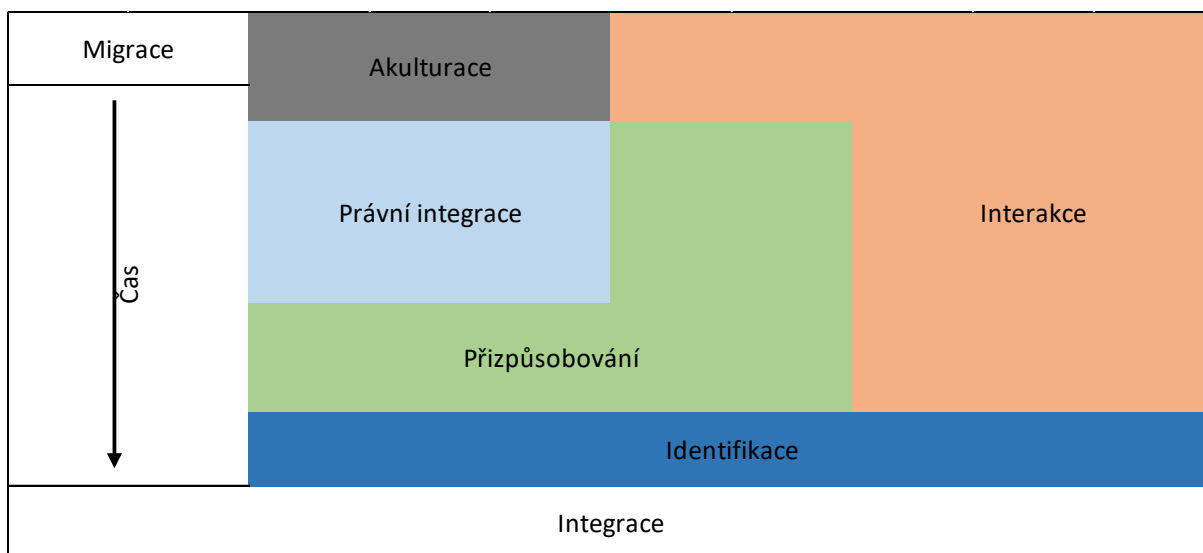 Migrace
Akulturace
Právní integrace
Interakce
Čas
Přizpůsobování
Identifikace
Integrace